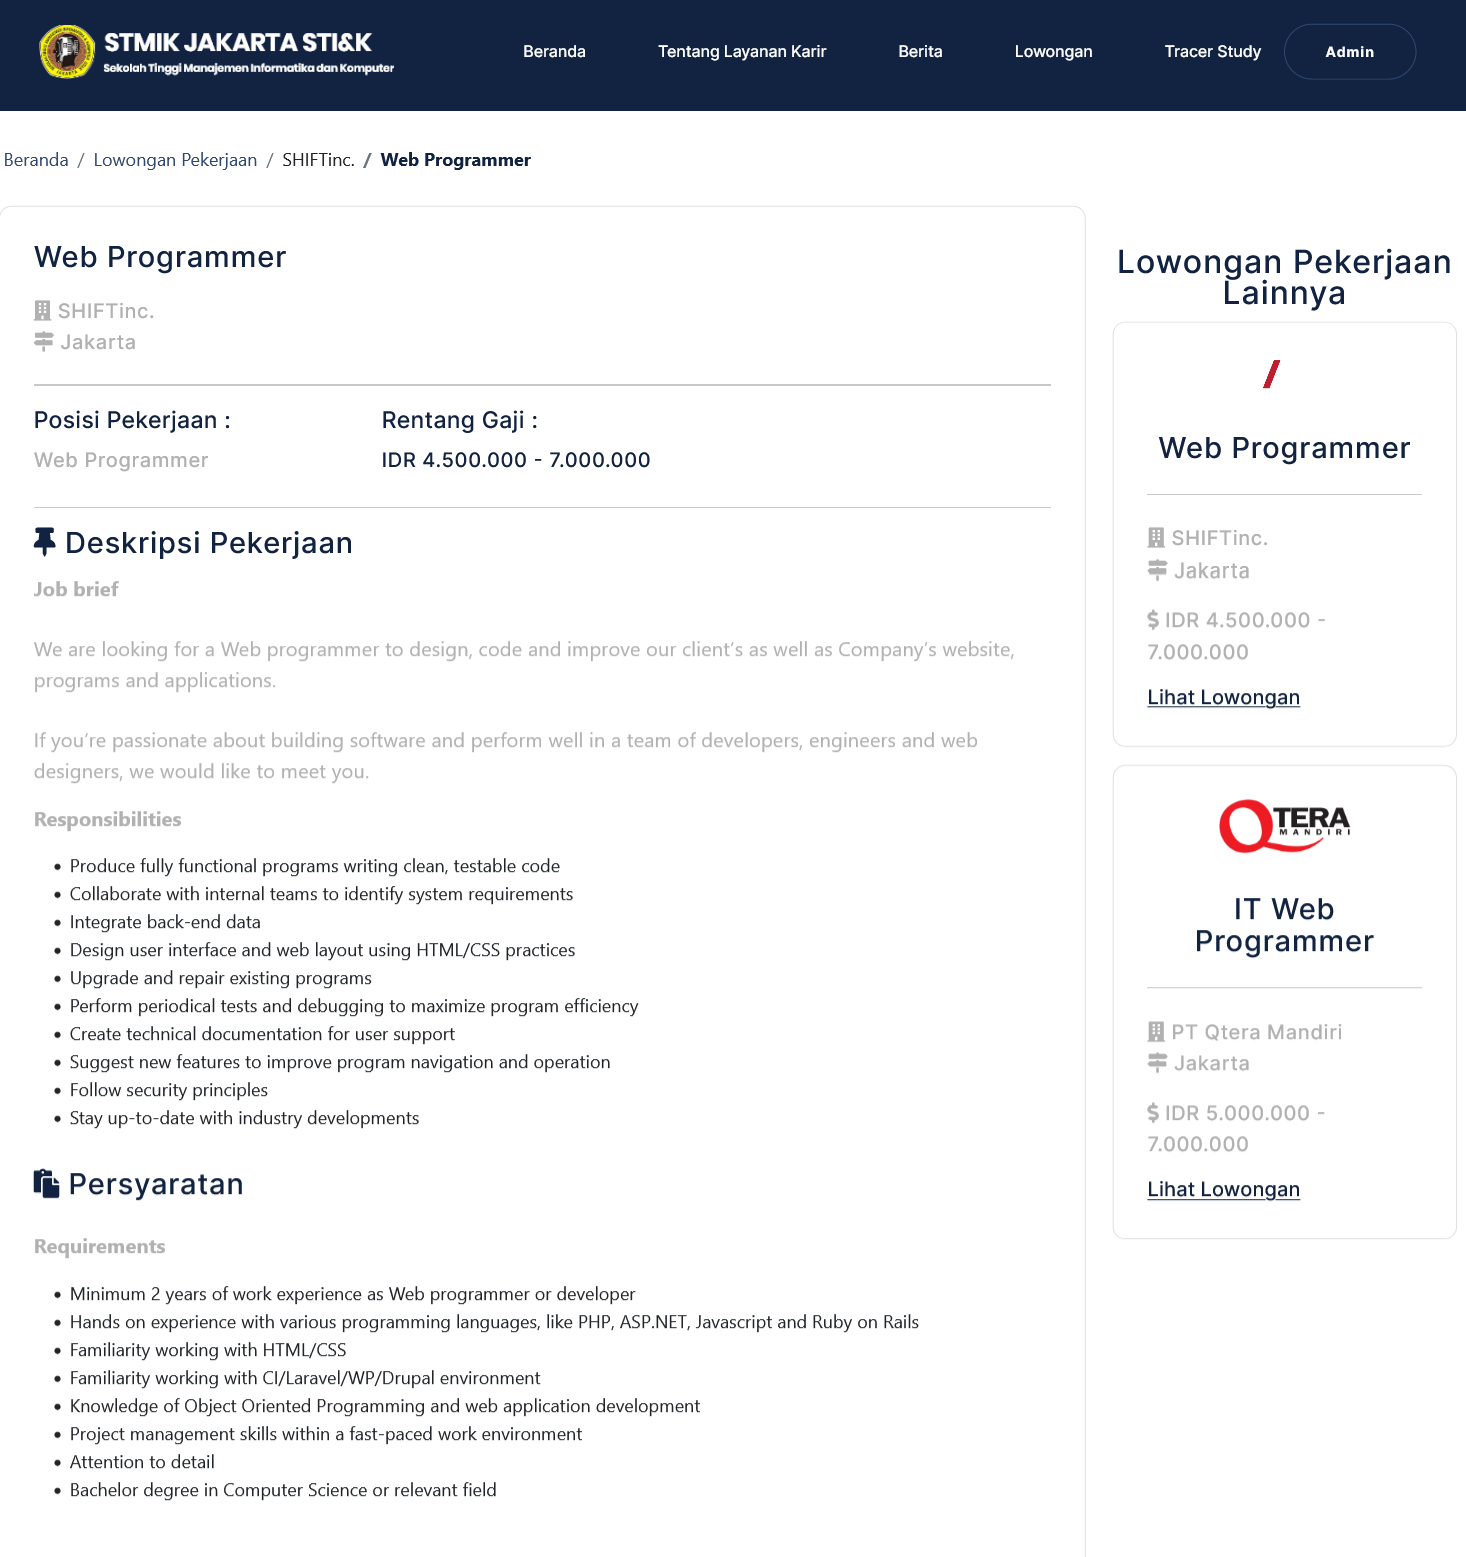 STMIK JAKARTA STI&K
Sekolah Tinggi Manajemen Informatika dan Komputer
Beranda
Tentang Layanan Karir
Berita
Lowongan
Tracer Study
Admin
Beranda / Lowongan Pekerjaan / SHIFTinc. / Web Programmer
Web Programmer
SHIFTinc.
Jakarta
Posisi Pekerjaan :
Web Programmer
Rentang Gaji :
IDR 4.500.000 - 7.000.000
Deskripsi Pekerjaan
Job brief
We are looking for a Web programmer to design, code and improve our client’s as well as Company’s website,
programs and applications.
If you’re passionate about building software and perform well in a team of developers, engineers and web
designers, we would like to meet you.
Responsibilities
• Produce fully functional programs writing clean, testable code
• Collaborate with internal teams to identify system requirements
• Integrate back-end data
• Design user interface and web layout using HTML/CSS practices
• Upgrade and repair existing programs
• Perform periodical tests and debugging to maximize program efficiency
• Create technical documentation for user support
• Suggest new features to improve program navigation and operation
• Follow security principles
• Stay up-to-date with industry developments
Persyaratan
Requirements
• Minimum 2 years of work experience as Web programmer or developer
• Hands on experience with various programming languages, like PHP, ASP.NET, Javascript and Ruby on Rails
• Familiarity working with HTML/CSS
• Familiarity working with CI/Laravel/WP/Drupal environment
• Knowledge of Object Oriented Programming and web application development
• Project management skills within a fast-paced work environment
• Attention to detail
• Bachelor degree in Computer Science or relevant field
Lowongan Pekerjaan
Lainnya
Web Programmer
SHIFTinc.
Jakarta
$ IDR 4.500.000 -
7.000.000
Lihat Lowongan
QTERA
MANDIRI
IT Web
Programmer
PT Qtera Mandiri
Jakarta
$ IDR 5.000.000 -
7.000.000
Lihat Lowongan